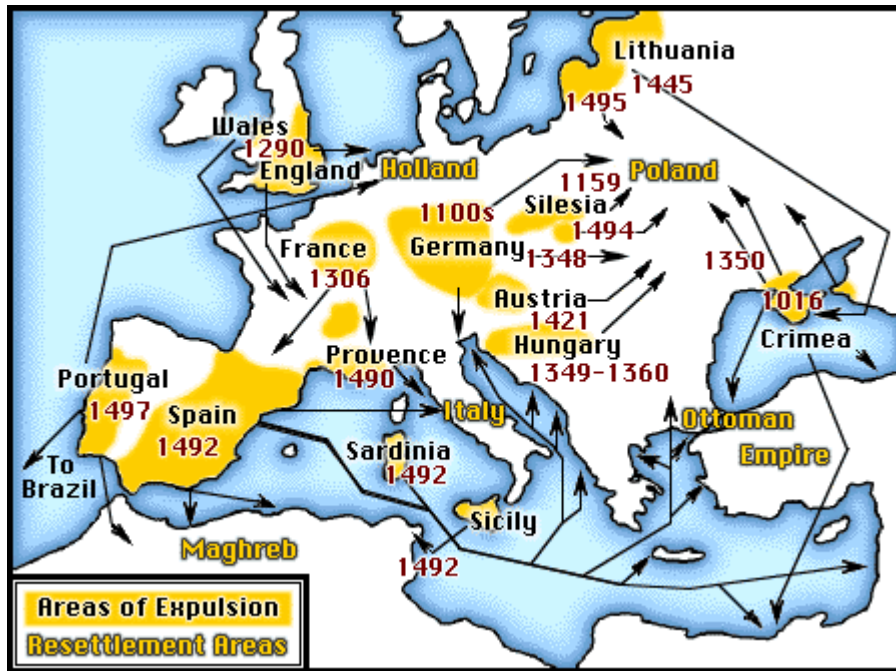 Lithuania
1445
1495
Wales
1290
England
Holland
Poland
1159
Silesia
1100s
1494
Germany
1348
France
1306
1350
1016
Austria
1421
Crimea
Hungary
1349-1360
Provence
1490
Portugal
1497
Spain
1492
Italy
Ottoman
Empire
Sardinia
1492
To
Brazil
Sicily
1492
Maghreb
Areas of Expulsion
Resettlement Areas